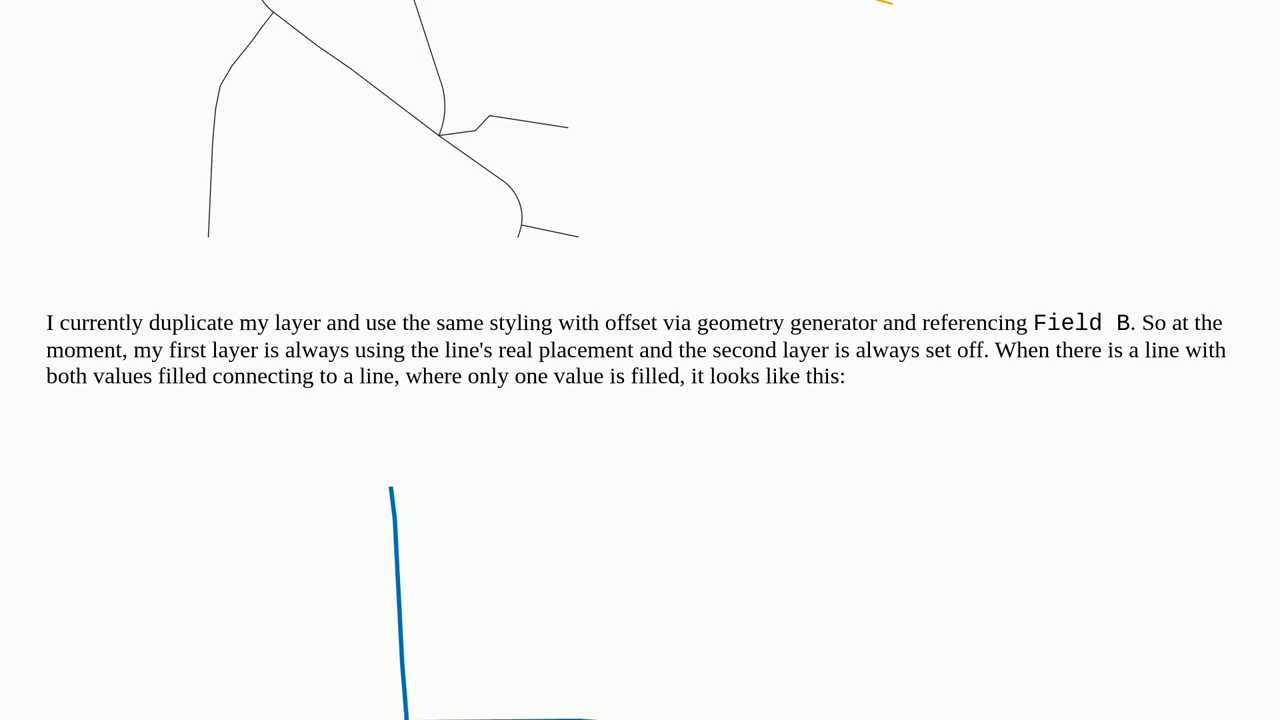 I currently duplicate my layer and use the same styling with offset via geometry generator and referencing Field B. So at the
moment, my first layer is always using the line's real placement and the second layer is always set off. When there is a line with
both values filled connecting to a line, where only one value is filled, it looks like this: